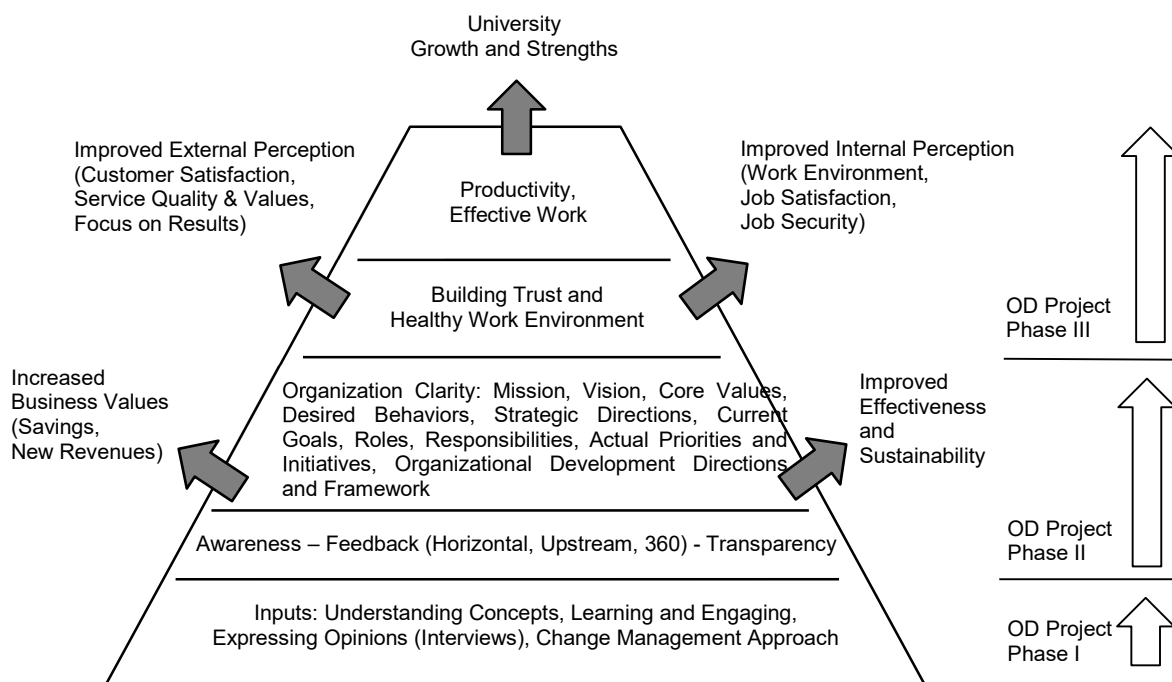 University
Growth and Strengths
Improved External Perception
(Customer Satisfaction,
Service Quality & Values,
Focus on Results)
Productivity,
Effective Work
Improved Internal Perception
(Work Environment,
Job Satisfaction,
Job Security)
Building Trust and
Healthy Work Environment
OD Project
Phase III
Increased
Business Values
(Savings,
New Revenues)
Organization Clarity: Mission, Vision, Core Values,
Desired Behaviors, Strategic Directions, Current
Goals, Roles, Responsibilities, Actual Priorities and
Initiatives, Organizational Development Directions
and Framework
Improved
Effectiveness
and
Sustainability
Awareness – Feedback (Horizontal, Upstream, 360) - Transparency
OD Project
Phase II
Inputs: Understanding Concepts, Learning and Engaging,
Expressing Opinions (Interviews), Change Management Approach
OD Project
Phase I